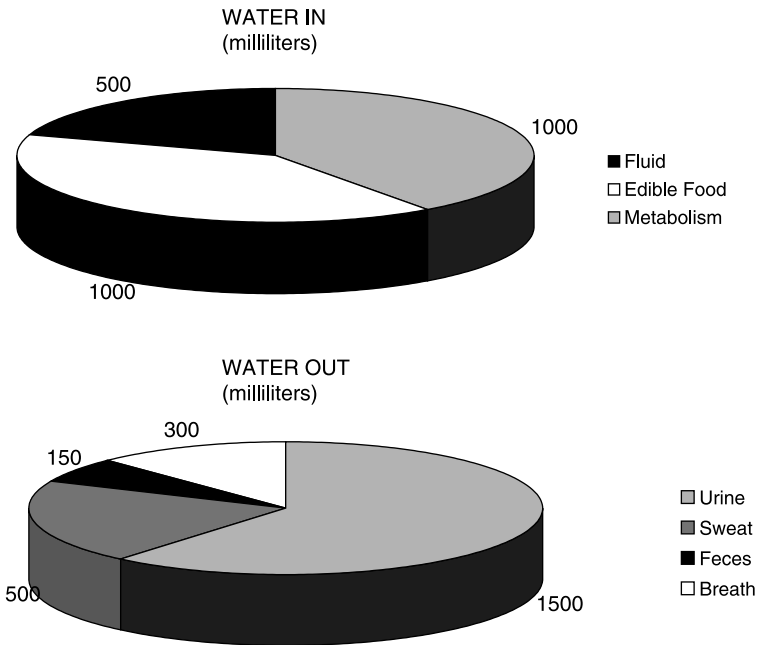 WATER IN
(milliliters)
500
1000
Fluid
Edible Food
Metabolism
1000
WATER OUT
(milliliters)
300
150
Urine
Sweat
Feces
Breath
500
1500